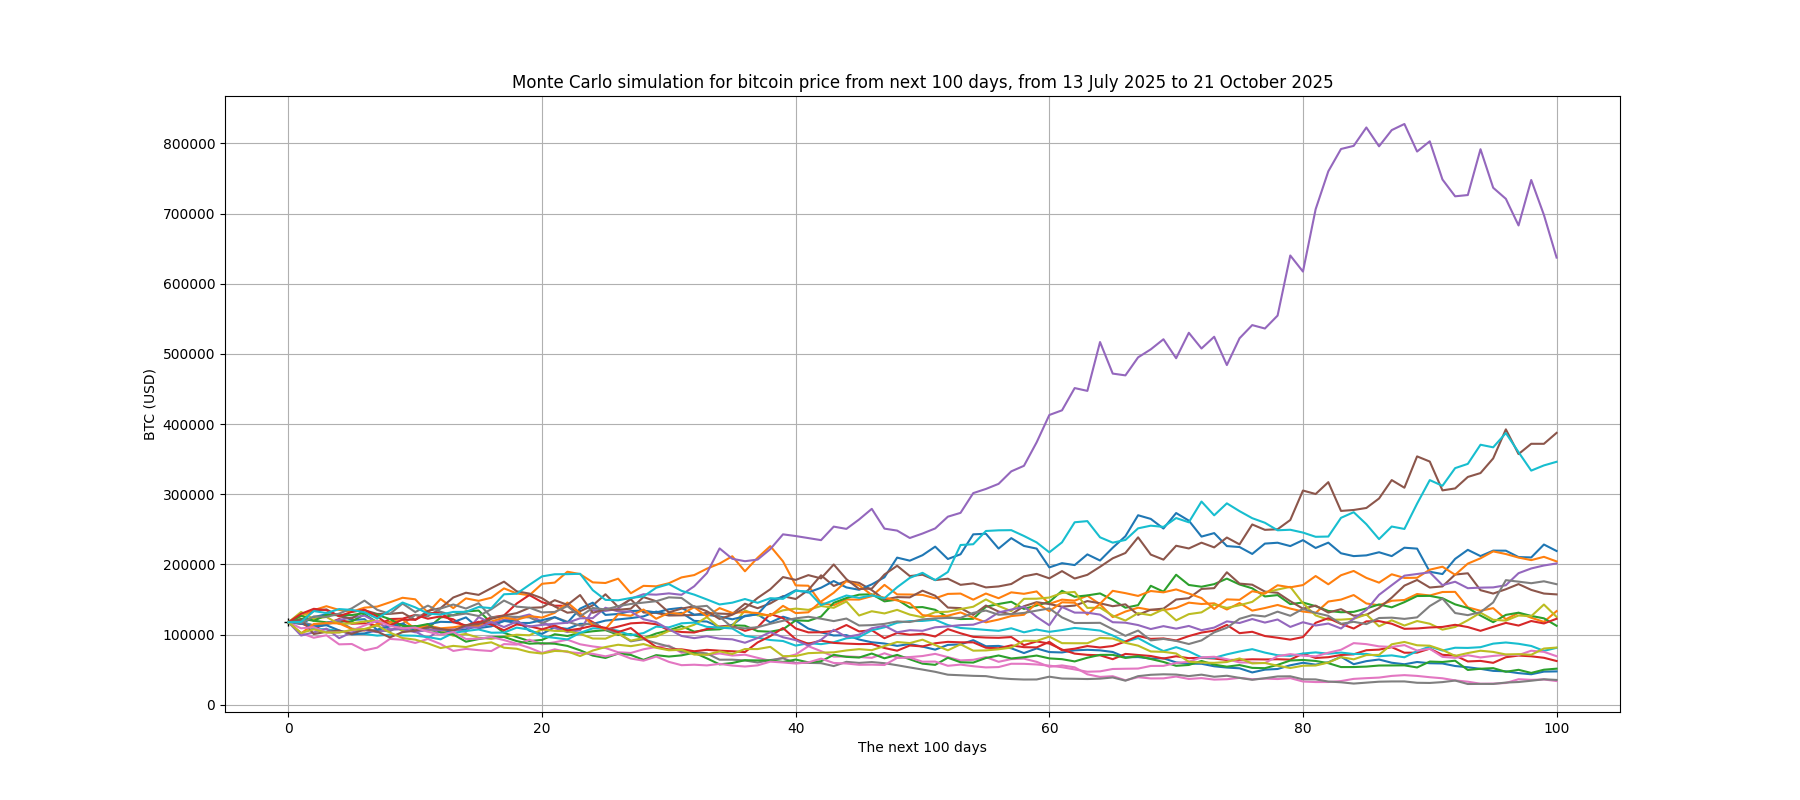 Monte Carlo simulation for bitcoin price from next 100 days, from 13 July 2025 to 21 October 2025
BTC (USD)
800000
700000
600000
500000
400000
300000
200000
100000
0
0 20 40 60 80 100
The next 100 days